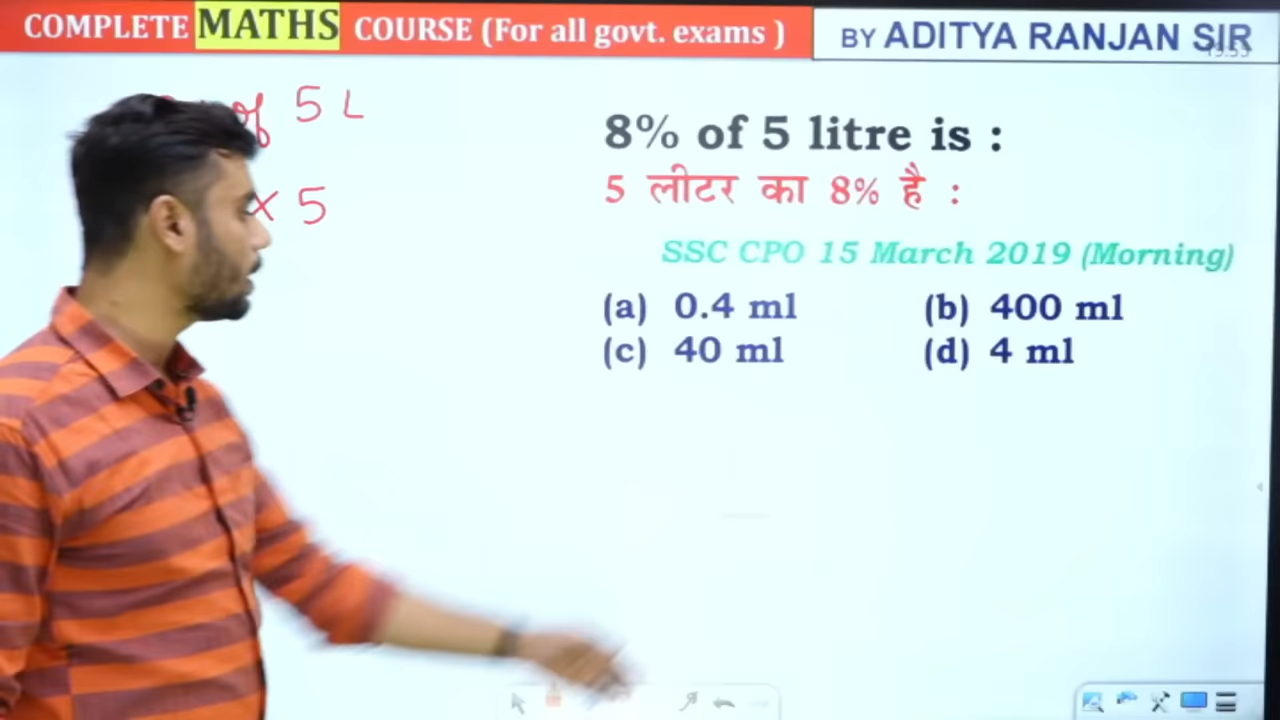 COMPLETE MATHS COURSE (For all govt. exams )
BY ADITYA RANJAN SIR
of 5 L
× 5
8% of 5 litre is :
5 लीटर का 8% है :
SSC CPO 15 March 2019 (Morning)
(a) 0.4 ml (b) 400 ml
(c) 40 ml (d) 4 ml